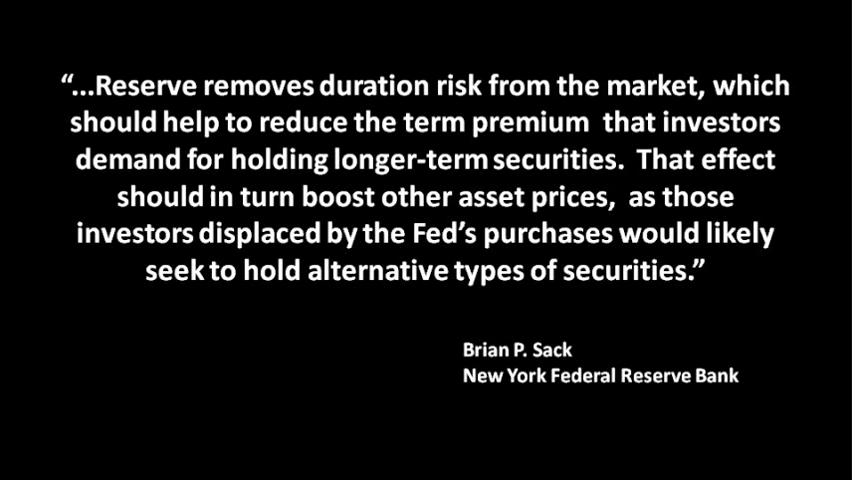 “...Reserve removes duration risk from the market, which
should help to reduce the term premium that investors
demand for holding longer-term securities. That effect
should in turn boost other asset prices, as those
investors displaced by the Fed’s purchases would likely
seek to hold alternative types of securities.”
Brian P. Sack
New York Federal Reserve Bank